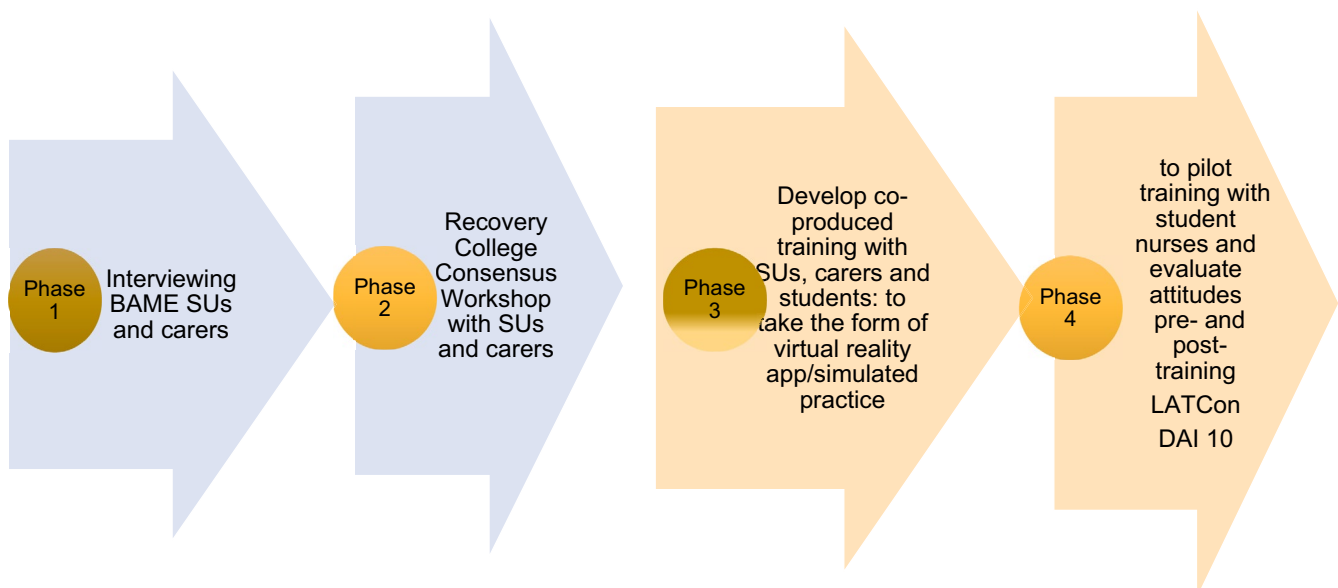 Phase
1
Interviewing
BAME SUs
and carers
Phase
2
Recovery
College
Consensus
Workshop
with SUs
and carers
Phase
3
Develop co-
produced
training with
SUs, carers and
students: to
take the form of
virtual reality
app/simulated
practice
Phase
4
to pilot
training with
student
nurses and
evaluate
attitudes
pre- and
post-
training
LATCon
DAI 10